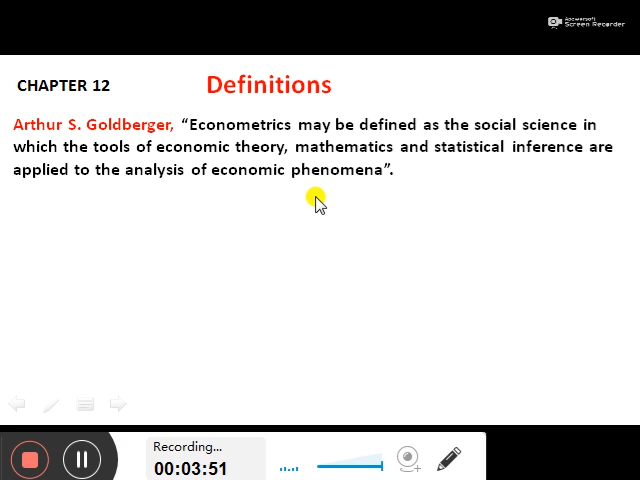 Apowersoft
Screen Recorder
CHAPTER 12
Definitions
Arthur S. Goldberger, “Econometrics may be defined as the social science in
which the tools of economic theory, mathematics and statistical inference are
applied to the analysis of economic phenomena”.
Recording...
00:03:51